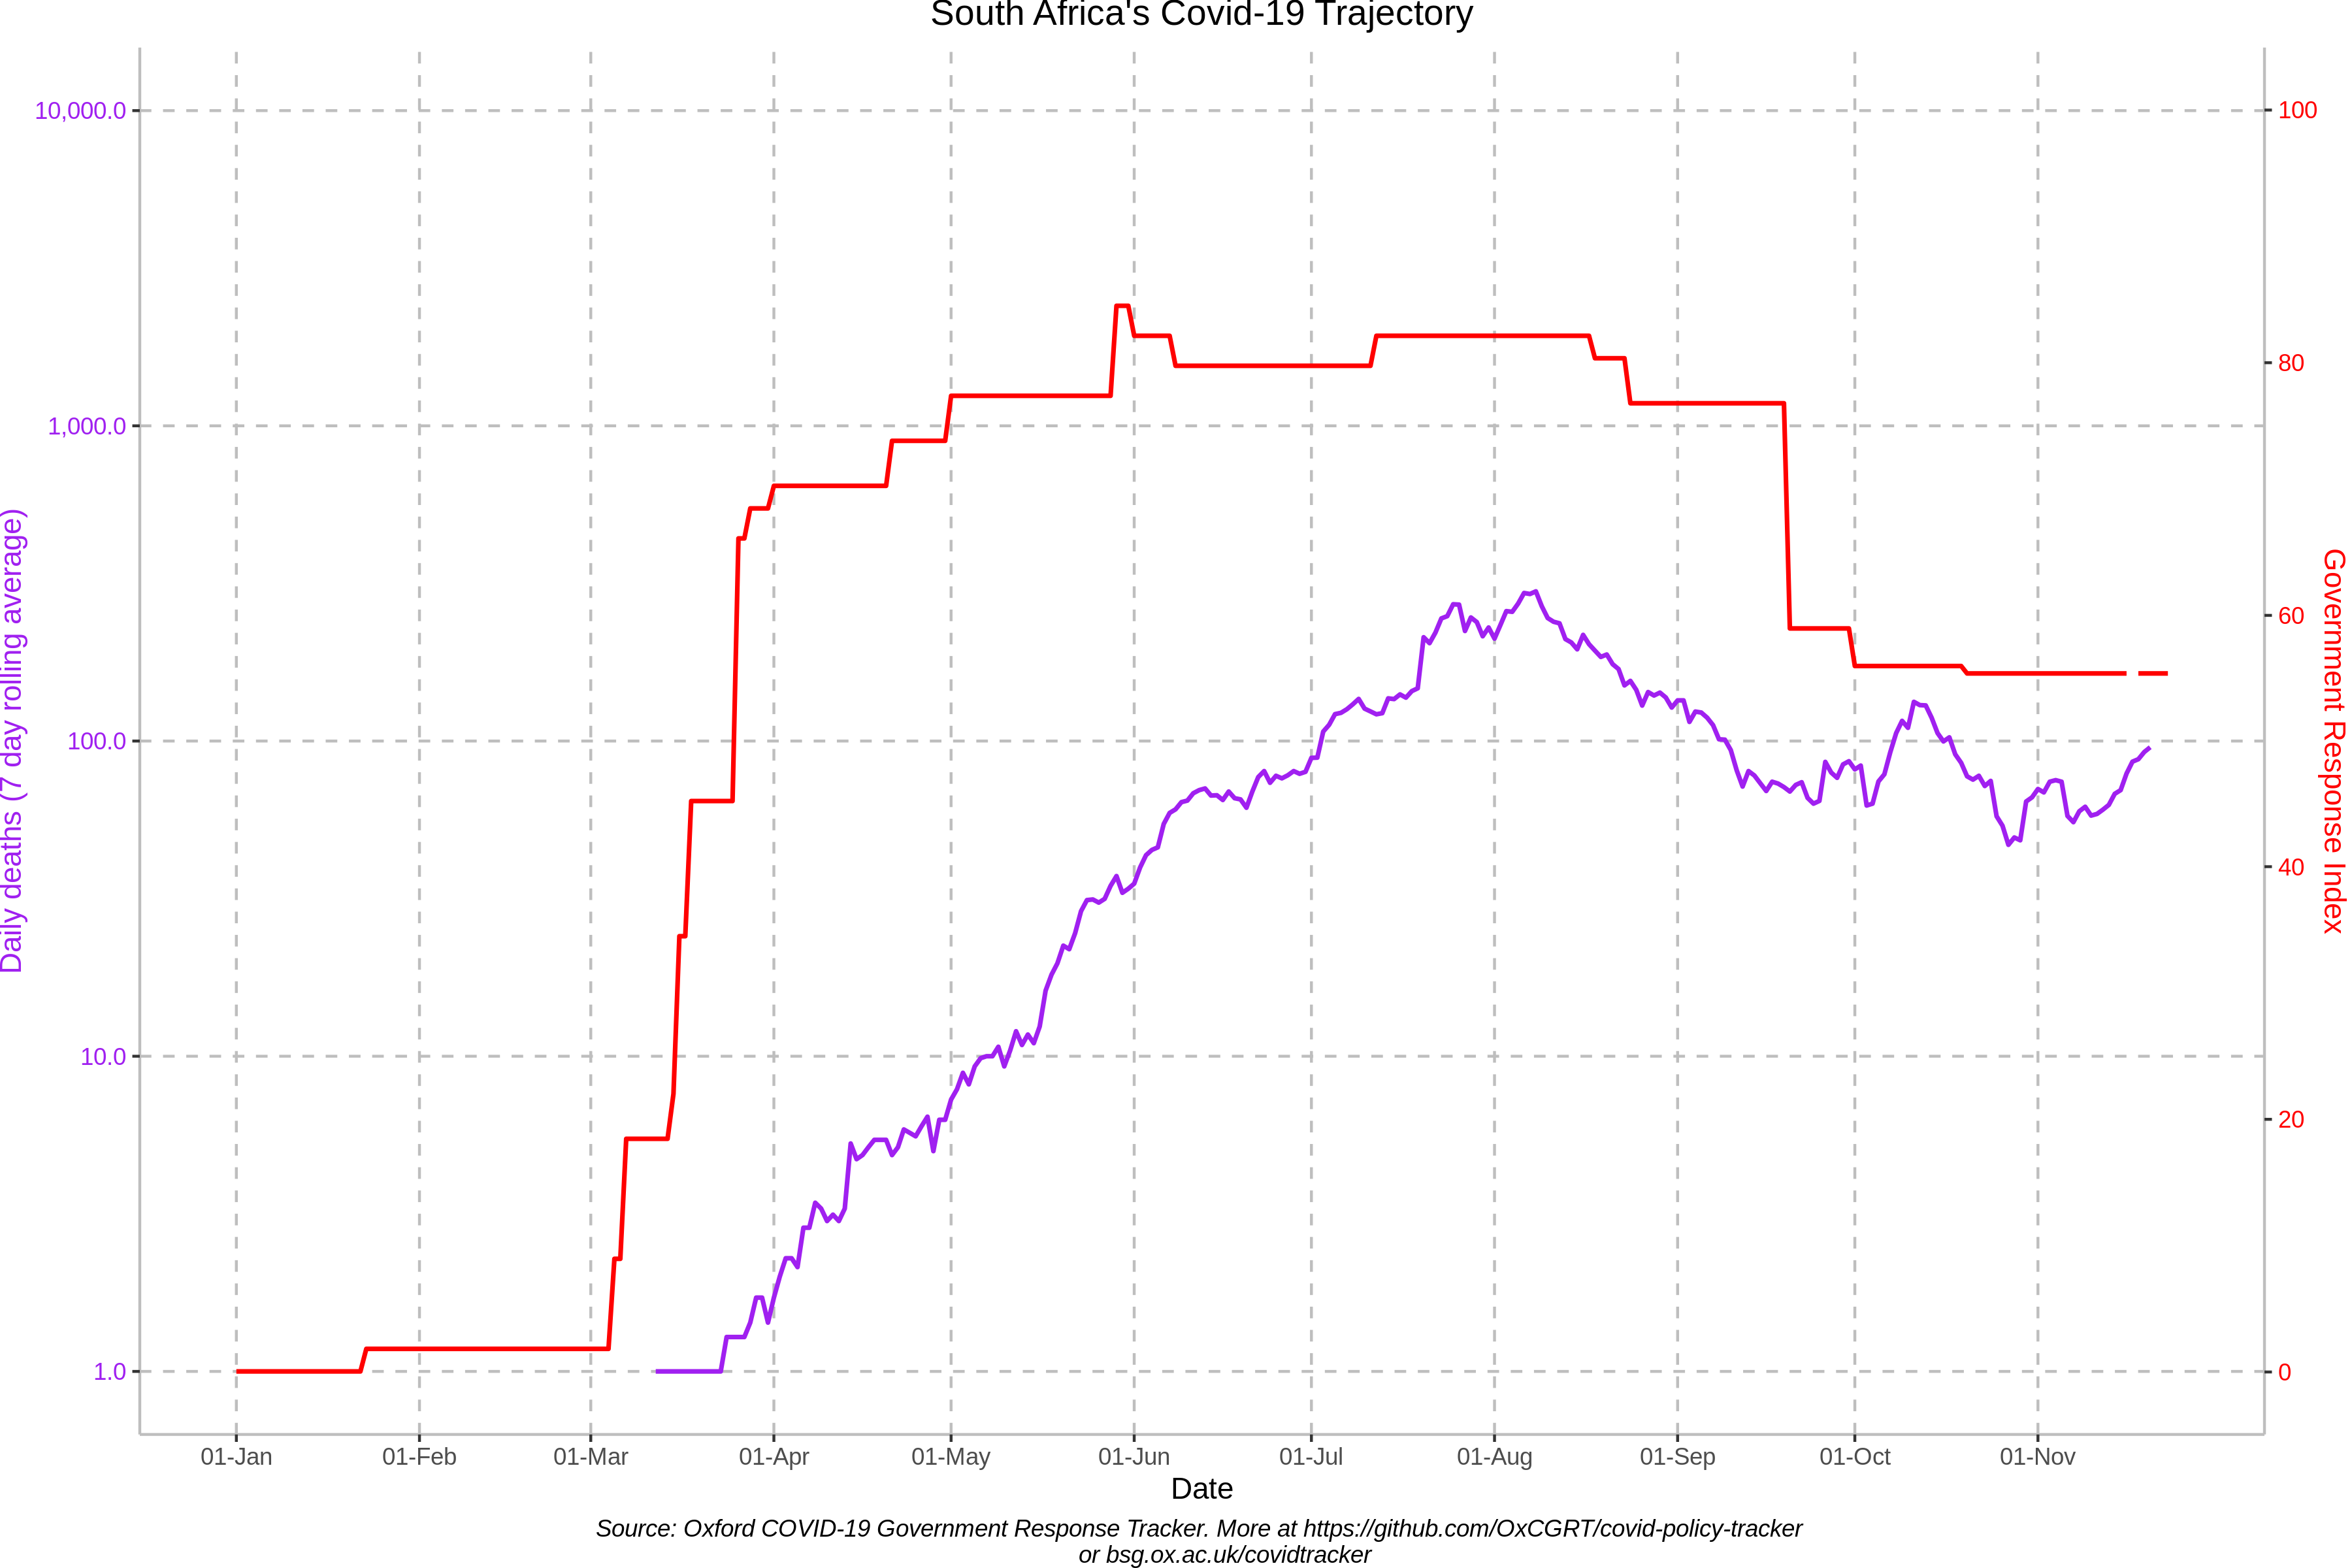 South Africa's Covid-19 Trajectory
10,000.0
1,000.0
100.0
10.0
1.0
Daily deaths (7 day rolling average)
100
80
60
40
20
0
Government Response Index
01-Jan 01-Feb 01-Mar 01-Apr 01-May 01-Jun 01-Jul 01-Aug 01-Sep 01-Oct 01-Nov
Date
Source: Oxford COVID-19 Government Response Tracker. More at https://github.com/OxCGRT/covid-policy-tracker
or bsg.ox.ac.uk/covidtracker